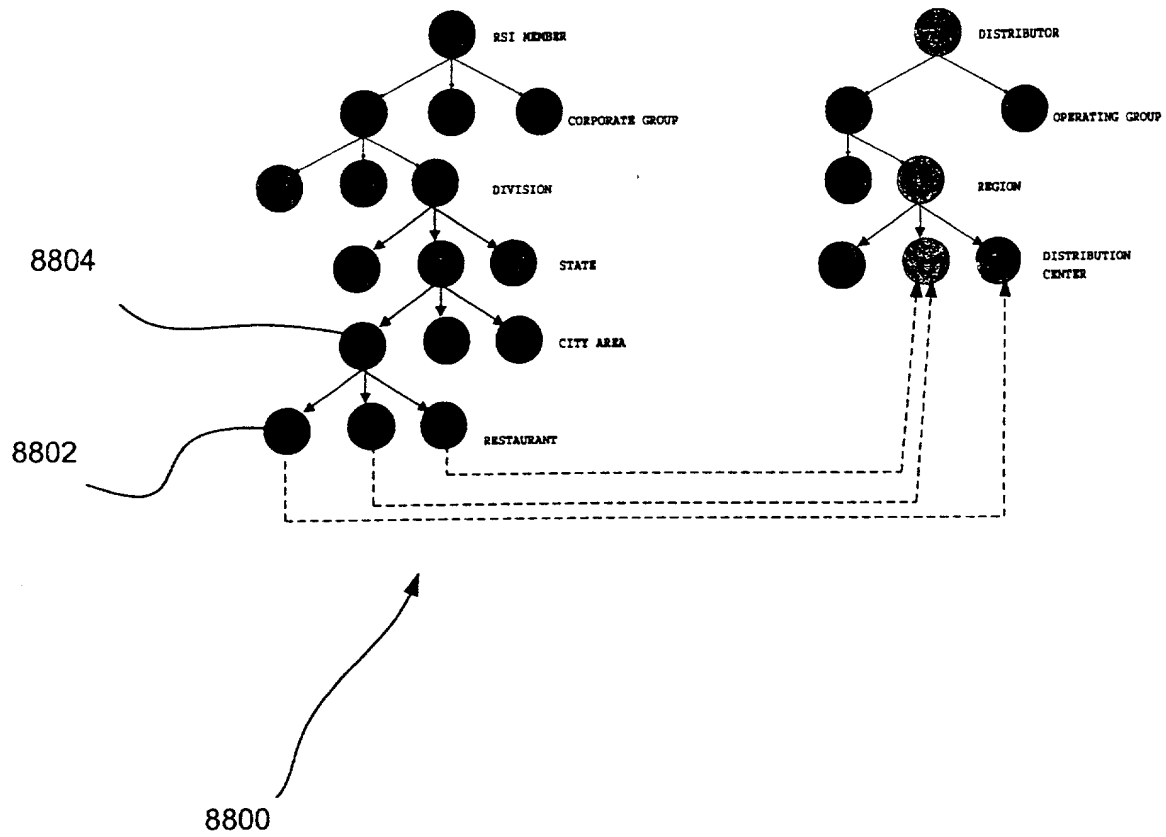 RSI MEMBER
DISTRIBUTOR
CORPORATE GROUP
OPERATING GROUP
DIVISION
REGION
8804
STATE
DISTRIBUTION
CENTER
CITY AREA
8802
RESTAURANT
8800